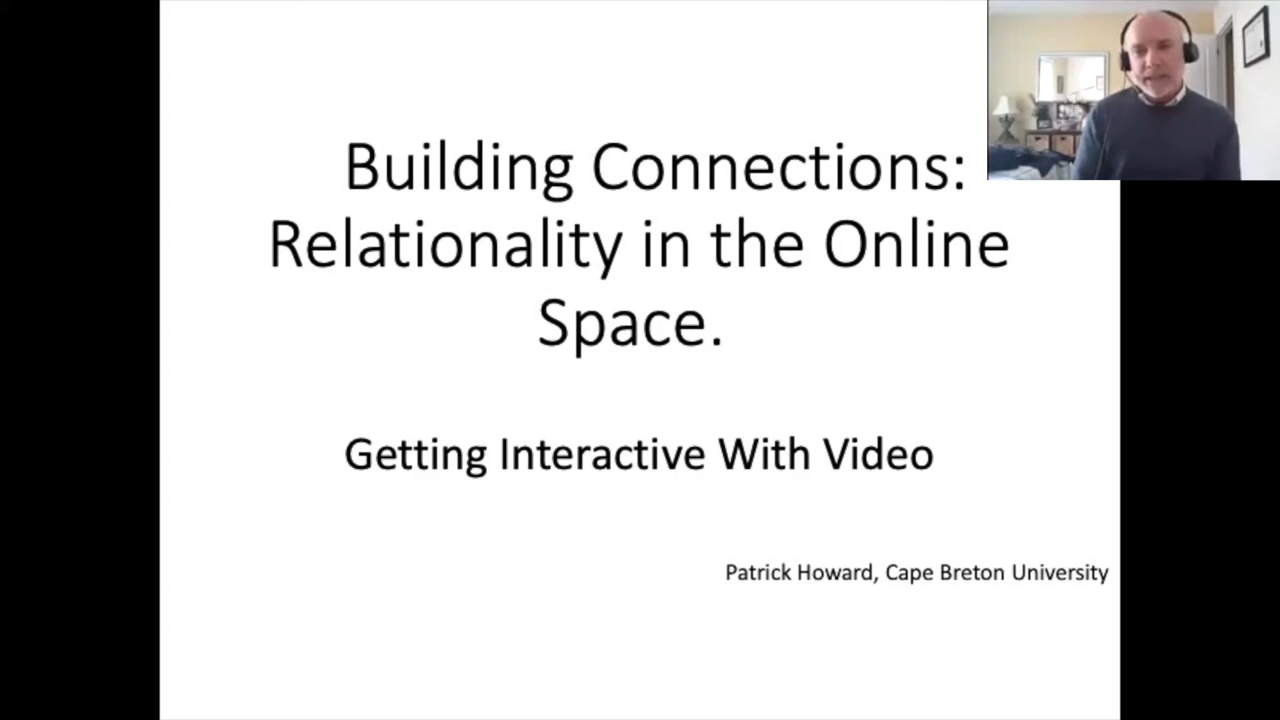 Building Connections:
Relationality in the Online
Space.
Getting Interactive With Video
Patrick Howard, Cape Breton University